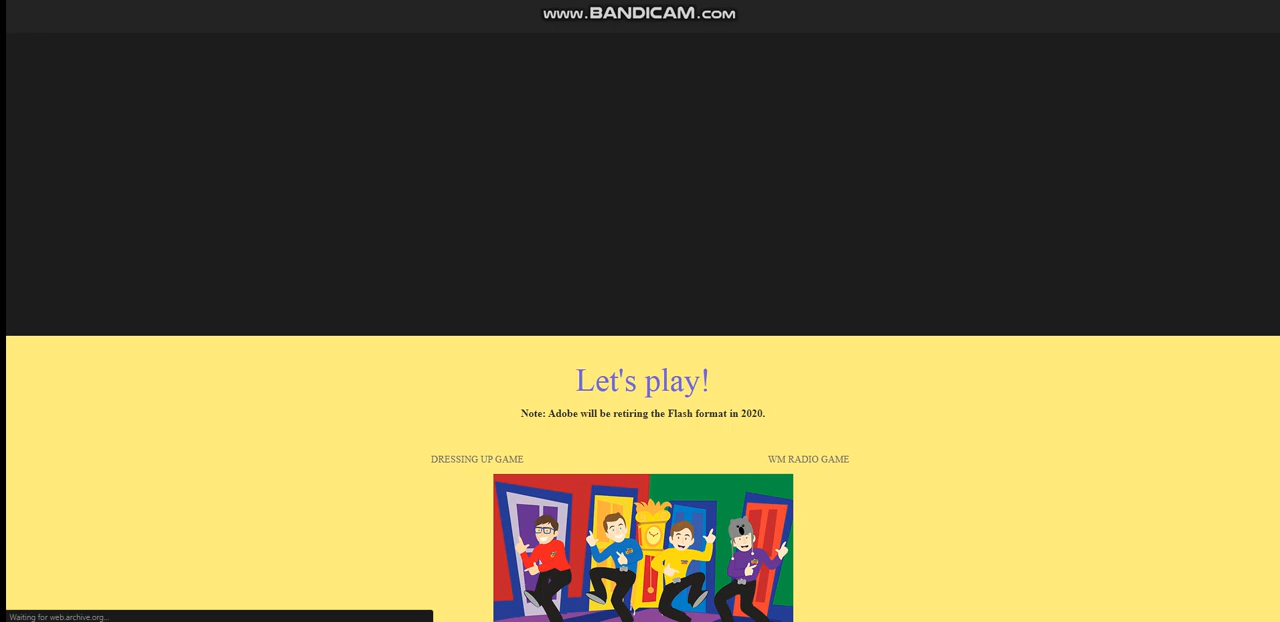 www.BANDICAM.com
Let's play!
Note: Adobe will be retiring the Flash format in 2020.
DRESSING UP GAME
WM RADIO GAME
Waiting for web.archive.org...